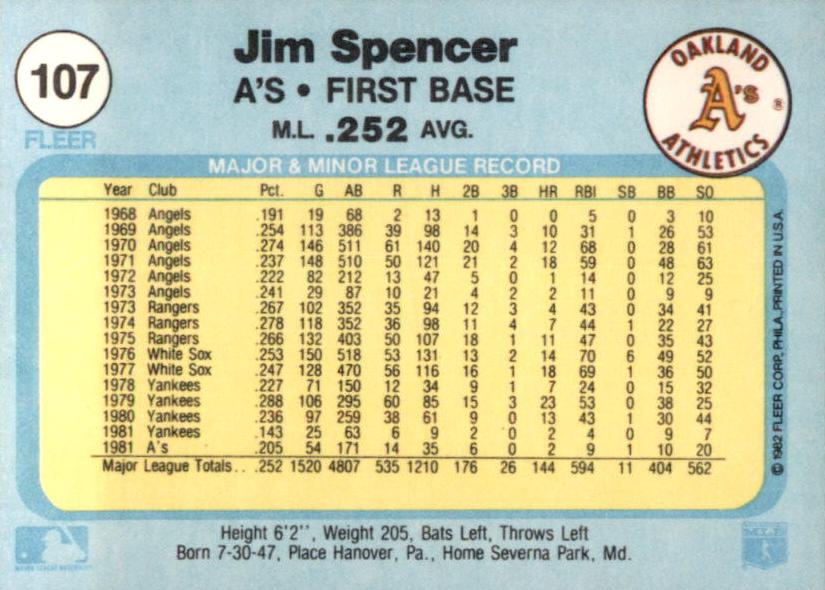 107
FLEER
Jim Spencer
A'S • FIRST BASE
M.L. .252 AVG.
OAKLAND
A's
®
ATHLETICS
MAJOR & MINOR LEAGUE RECORD
Year Club Pct. G AB R H 2B 3B HR RBI SB BB SO
1968 Angels .191 19 68 2 13 1 0 0 5 0 3 10
1969 Angels .254 113 386 39 98 14 3 10 31 1 26 53
1970 Angels .274 146 511 61 140 20 4 12 68 0 28 61
1971 Angels .237 148 510 50 121 21 2 18 59 0 48 63
1972 Angels .222 82 212 13 47 5 0 1 14 0 12 25
1973 Angels .241 29 87 10 21 4 2 2 11 0 9 9
1973 Rangers .267 102 352 35 94 12 3 4 43 0 34 41
1974 Rangers .278 118 352 36 98 11 4 7 44 1 22 27
1975 Rangers .266 132 403 50 107 18 1 11 47 0 35 43
1976 White Sox .253 150 518 53 131 13 2 14 70 6 49 52
1977 White Sox .247 128 470 56 116 16 1 18 69 1 36 50
1978 Yankees .227 71 150 12 34 9 1 7 24 0 15 32
1979 Yankees .288 106 295 60 85 15 3 23 53 0 38 25
1980 Yankees .236 97 259 38 61 9 0 13 43 1 30 44
1981 Yankees .143 25 63 6 9 2 0 2 4 0 9 7
1981 A's .205 54 171 14 35 6 0 2 9 1 10 20
Major League Totals.. .252 1520 4807 535 1210 176 26 144 594 11 404 562
© 1982 FLEER CORP., PHILA., PRINTED IN U.S.A.
Height 6'2'', Weight 205, Bats Left, Throws Left
Born 7-30-47, Place Hanover, Pa., Home Severna Park, Md.